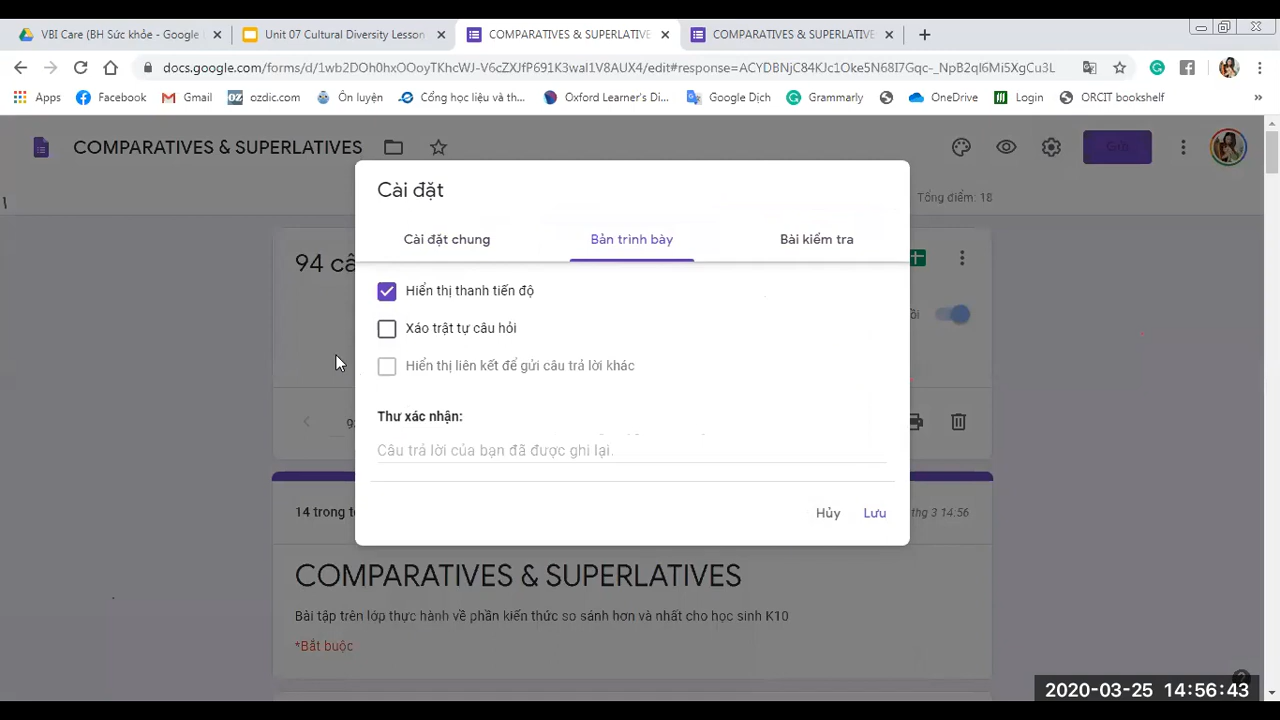 VBI Care (BH Sức khỏe - Google
Unit 07 Cultural Diversity Lesson
COMPARATIVES & SUPERLATIVE
COMPARATIVES & SUPERLATIVE
docs.google.com/forms/d/1wb2DOh0hxOOoyTKhcWJ-V6cZXJfP691K3waI1V8AUX4/edit#response=ACYDBNjC84KJc1Oke5N68I7Gqc-_NpB2qI6Mi5XgCu3L
Apps
Facebook
Gmail
OZ ozdic.com
Ôn luyện
Cổng học liệu và th...
Oxford Learner's Di...
Google Dịch
Grammarly
OneDrive
Login
ORCIT bookshelf
»
COMPARATIVES & SUPERLATIVES
Gửi
Tổng điểm: 18
94 câ
Cài đặt
Cài đặt chung
Bản trình bày
Bài kiểm tra
Hiển thị thanh tiến độ
Xáo trật tự câu hỏi
Hiển thị liên kết để gửi câu trả lời khác
Thư xác nhận:
Câu trả lời của bạn đã được ghi lại.
Hủy
Lưu
14 trong t
thg 3 14:56
COMPARATIVES & SUPERLATIVES
Bài tập trên lớp thực hành về phần kiến thức so sánh hơn và nhất cho học sinh K10
*Bắt buộc
2020-03-25 14:56:43